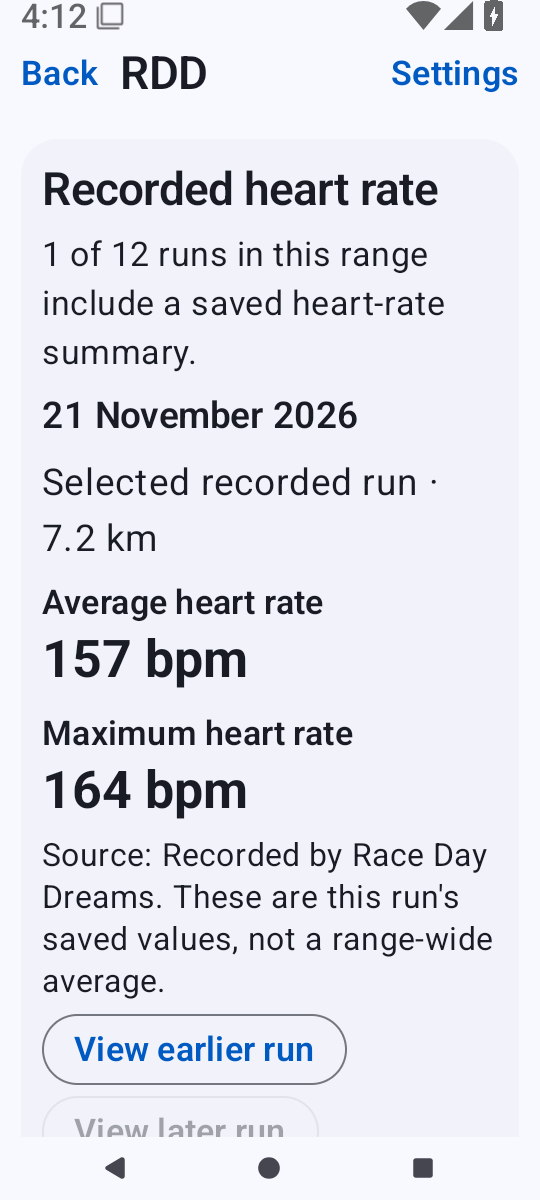 4:12
Back RDD Settings
Recorded heart rate
1 of 12 runs in this range
include a saved heart-rate
summary.
21 November 2026
Selected recorded run ·
7.2 km
Average heart rate
157 bpm
Maximum heart rate
164 bpm
Source: Recorded by Race Day
Dreams. These are this run's
saved values, not a range-wide
average.
View earlier run
View later run